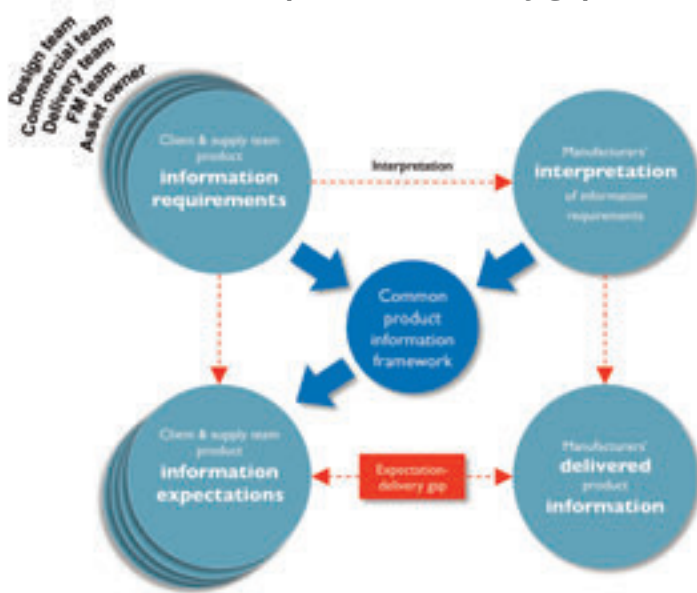 Design team
Commercial team
Delivery team
FM team
Asset owner
Client & supply team
product
information
requirements
Interpretation
Manufacturers'
interpretation
of information
requirements
Common
product
information
framework
Client & supply team
product
information
expectations
Expectation-
delivery gap
Manufacturers'
delivered
product
information